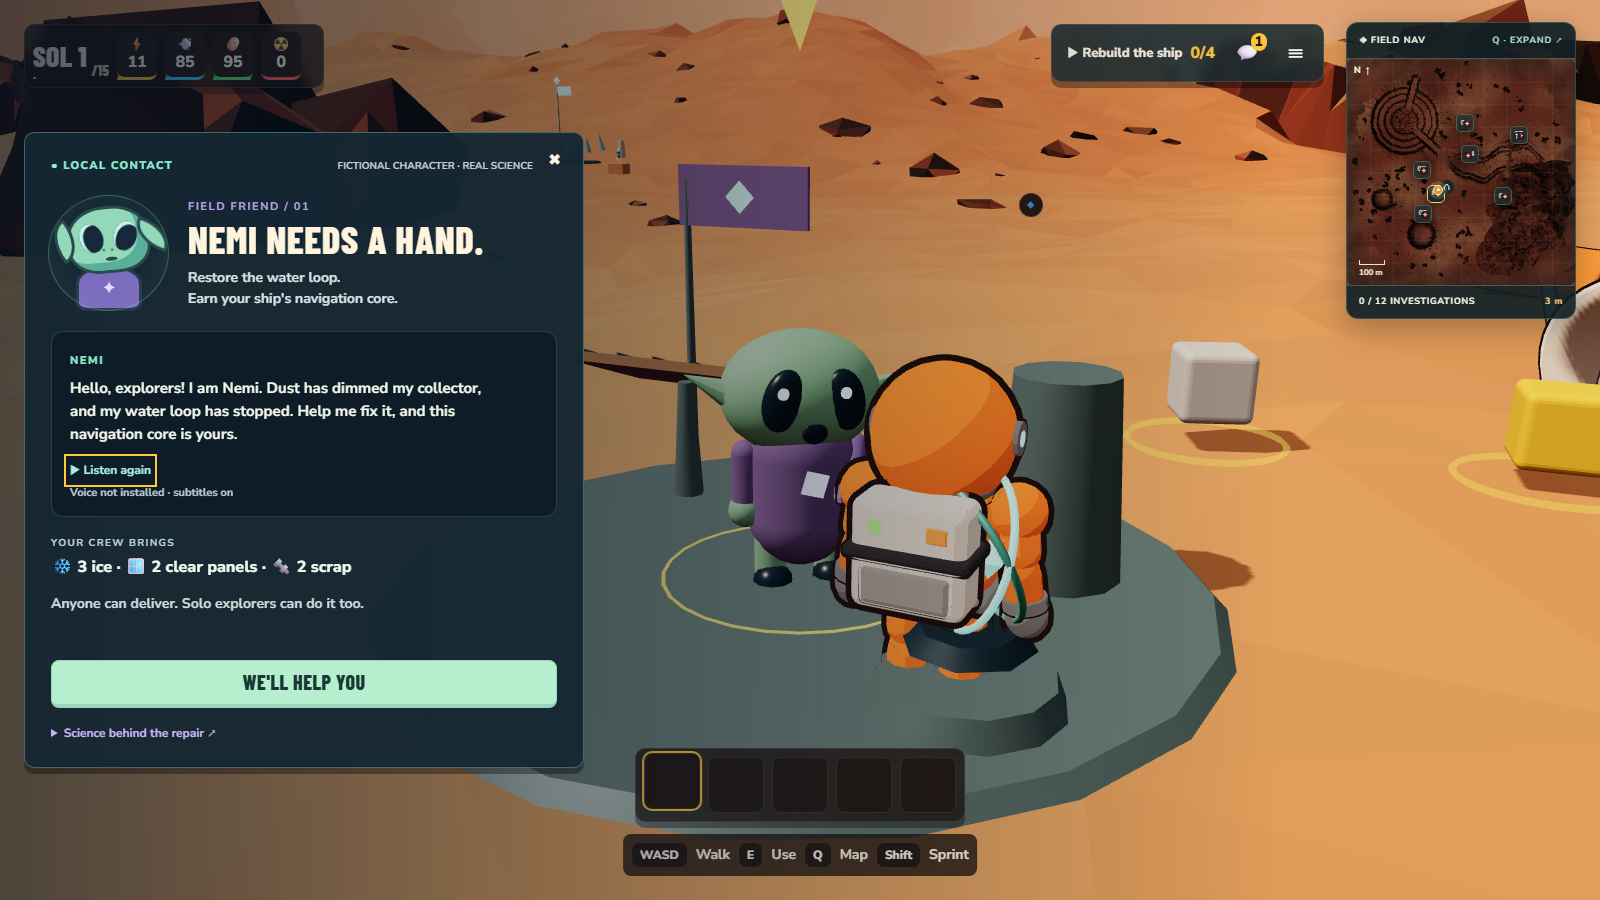 SOL 1 /15
11
85
95
0
▶ Rebuild the ship 0/4
1
◆ FIELD NAV
Q · EXPAND ↗
N ↑
100 m
0 / 12 INVESTIGATIONS
3 m
● LOCAL CONTACT
FICTIONAL CHARACTER · REAL SCIENCE
✖
FIELD FRIEND / 01
NEMI NEEDS A HAND.
Restore the water loop.
Earn your ship's navigation core.
NEMI
Hello, explorers! I am Nemi. Dust has dimmed my collector,
and my water loop has stopped. Help me fix it, and this
navigation core is yours.
▶ Listen again
Voice not installed · subtitles on
YOUR CREW BRINGS
3 ice · 2 clear panels · 2 scrap
Anyone can deliver. Solo explorers can do it too.
WE'LL HELP YOU
▶ Science behind the repair ↗
WASD Walk E Use Q Map Shift Sprint